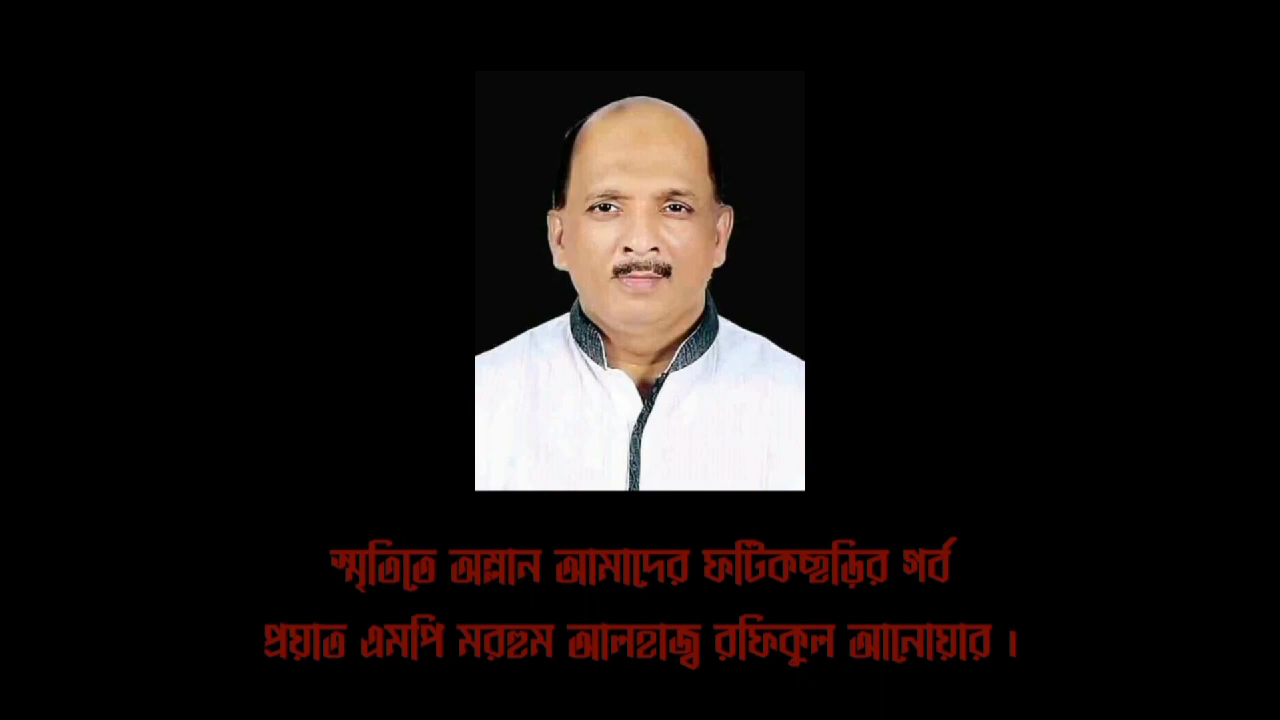 স্মৃতিতে অম্লান আমাদের ফটিকছড়ির গর্ব
প্রয়াত এমপি মরহুম আলহাজ্ব রফিকুল আনোয়ার ।